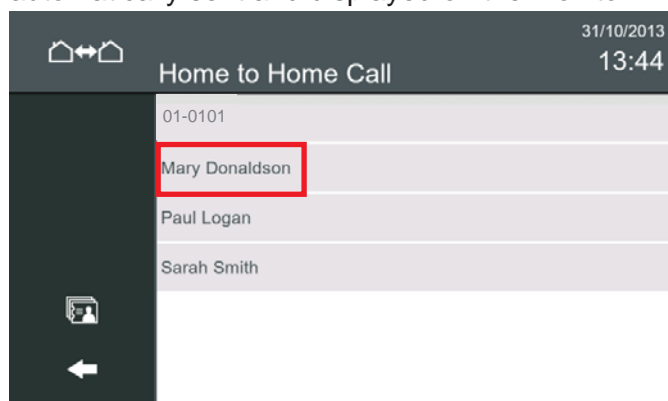 31/10/2013
13:44
Home to Home Call
01-0101
Mary Donaldson
Paul Logan
Sarah Smith